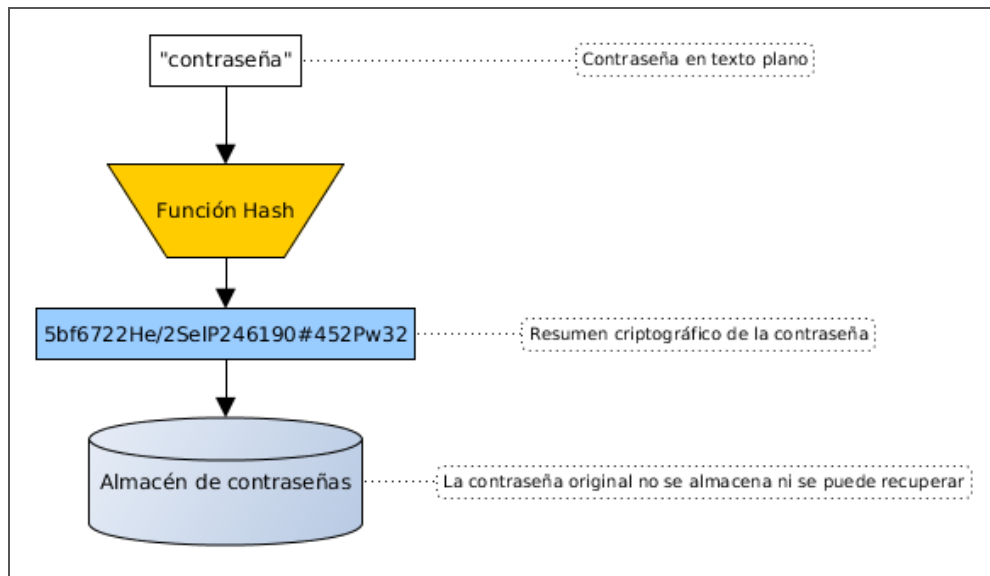 "contraseña"
Contraseña en texto plano
Función Hash
5bf6722He/2SelP246190#452Pw32
Resumen criptográfico de la contraseña
Almacén de contraseñas
La contraseña original no se almacena ni se puede recuperar